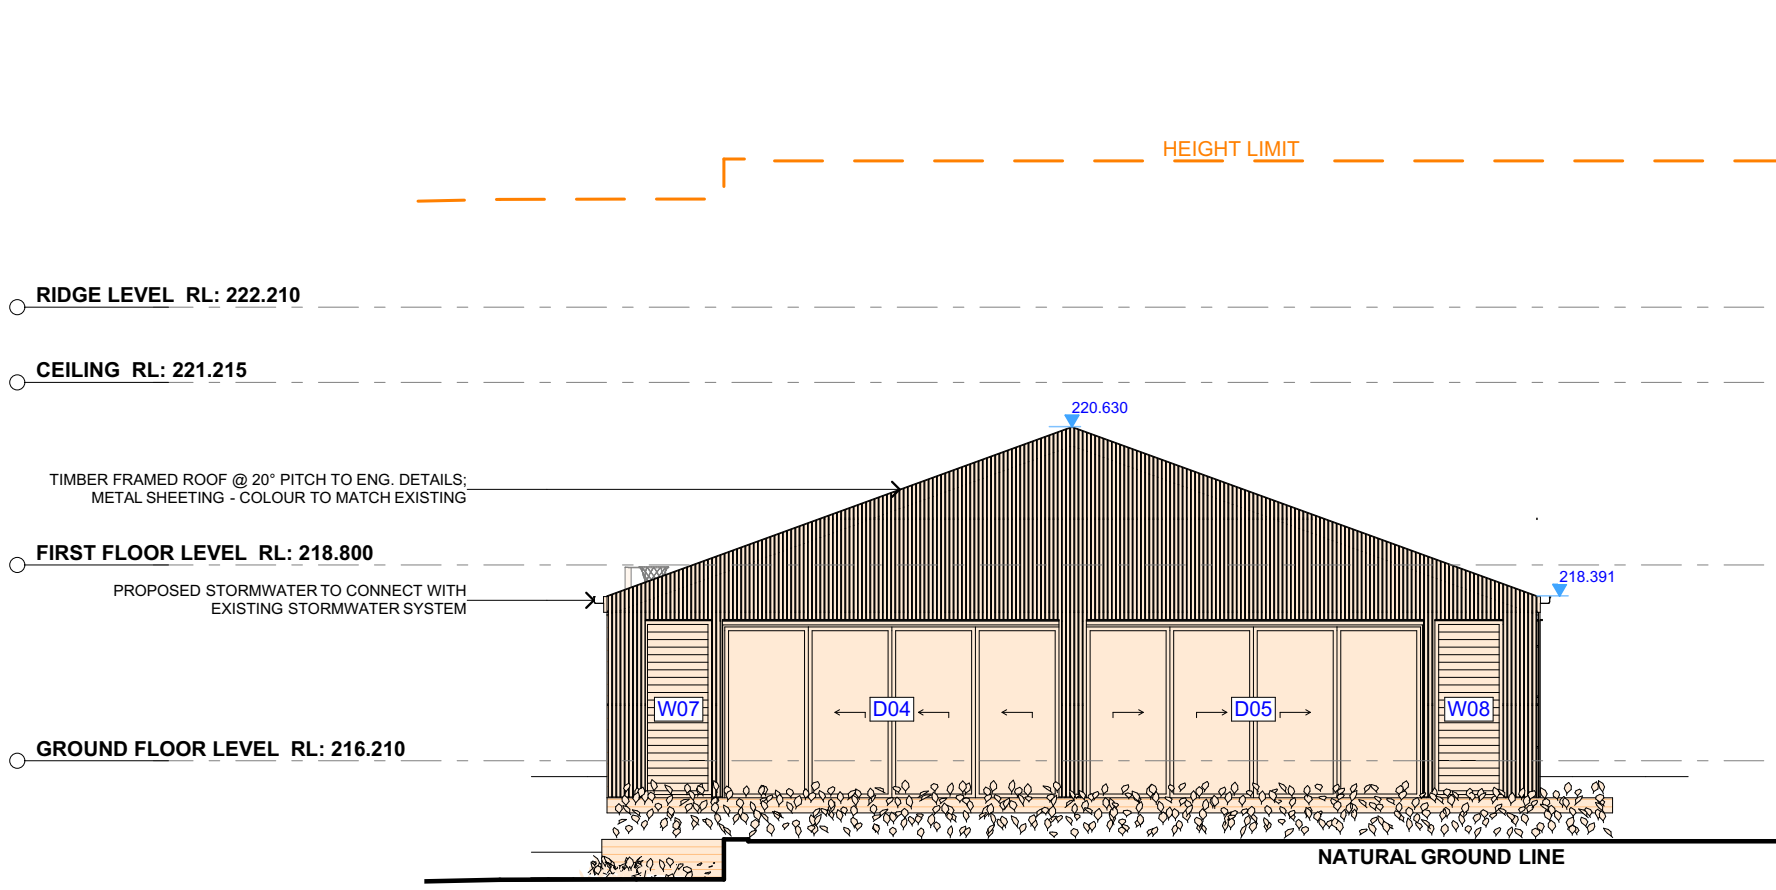 HEIGHT LIMIT
RIDGE LEVEL RL: 222.210
CEILING RL: 221.215
220.630
TIMBER FRAMED ROOF @ 20° PITCH TO ENG. DETAILS;
METAL SHEETING - COLOUR TO MATCH EXISTING
FIRST FLOOR LEVEL RL: 218.800
218.391
PROPOSED STORMWATER TO CONNECT WITH
EXISTING STORMWATER SYSTEM
W07
D04
D05
W08
GROUND FLOOR LEVEL RL: 216.210
NATURAL GROUND LINE